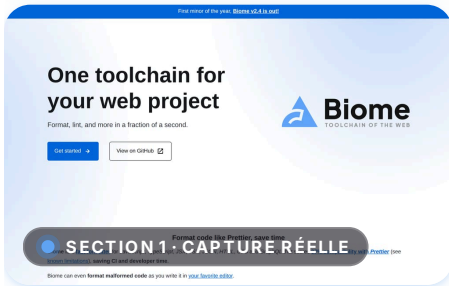 First minor of the year, Biome v2.4 is out!
One toolchain for
your web project
Format, lint, and more in a fraction of a second.
Get started →
View on GitHub
Biome
TOOLCHAIN OF THE WEB
Format code like Prettier, save time
SECTION 1 · CAPTURE RÉELLE
with Prettier (see
saving CI and developer time.
Biome can even format malformed code as you write it in your favorite editor.